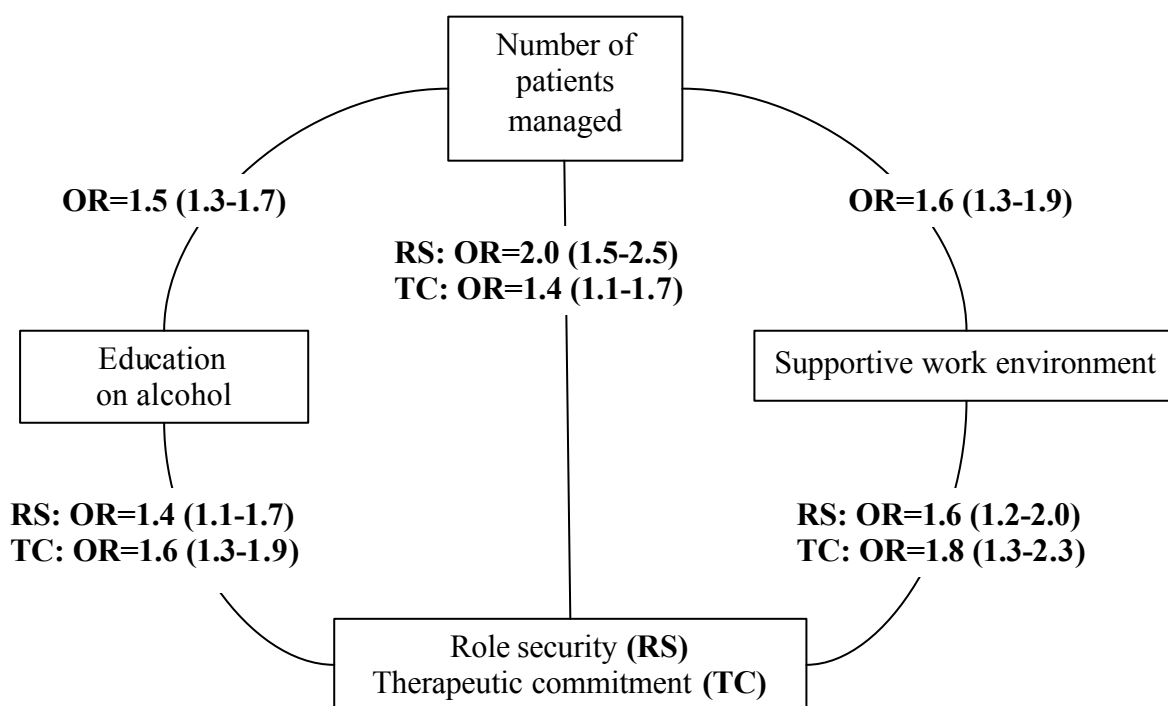 Number of
patients
managed
OR=1.5 (1.3-1.7)
OR=1.6 (1.3-1.9)
RS: OR=2.0 (1.5-2.5)
TC: OR=1.4 (1.1-1.7)
Education
on alcohol
Supportive work environment
RS: OR=1.4 (1.1-1.7)
TC: OR=1.6 (1.3-1.9)
RS: OR=1.6 (1.2-2.0)
TC: OR=1.8 (1.3-2.3)
Role security (RS)
Therapeutic commitment (TC)